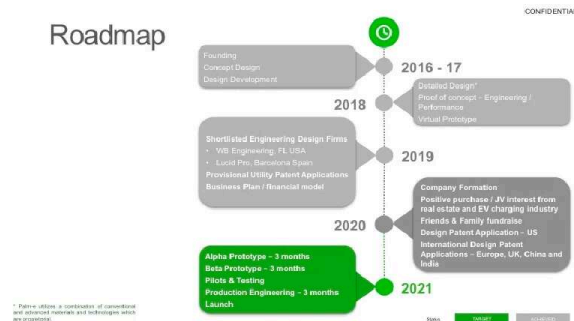 CONFIDENTIAL
Roadmap
Founding
Concept Design
Design Development
2016 - 17
Detailed Design*
Proof of concept – Engineering /
Performance
Virtual Prototype
2018
Shortlisted Engineering Design Firms
• WB Engineering, FL USA
• Lucid Pro, Barcelona Spain
Provisional Utility Patent Applications
Business Plan / financial model
2019
Company Formation
Positive purchase / JV interest from
real estate and EV charging industry
Friends & Family fundraise
Design Patent Application – US
International Design Patent
Applications – Europe, UK, China and
India
2020
Alpha Prototype – 3 months
Beta Prototype – 3 months
Pilots & Testing
Production Engineering – 3 months
Launch
2021
* Palm-e utilizes a combination of conventional
and advanced materials and technologies which
are proprietary.
Status
TARGET
ACHIEVED